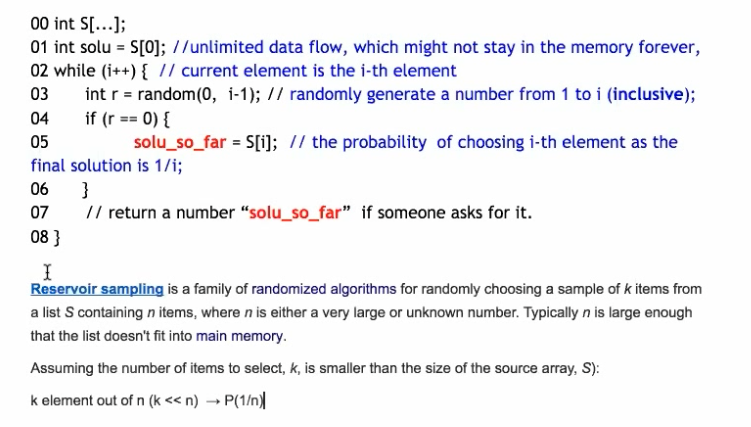 00 int S[...];
01 int solu = S[0]; //unlimited data flow, which might not stay in the memory forever,
02 while (i++) { // current element is the i-th element
03 int r = random(0, i-1); // randomly generate a number from 1 to i (inclusive);
04 if (r == 0) {
05 solu_so_far = S[i]; // the probability of choosing i-th element as the
final solution is 1/i;
06 }
07 // return a number “solu_so_far” if someone asks for it.
08 }
Reservoir sampling is a family of randomized algorithms for randomly choosing a sample of k items from
a list S containing n items, where n is either a very large or unknown number. Typically n is large enough
that the list doesn't fit into main memory.
Assuming the number of items to select, k, is smaller than the size of the source array, S):
k element out of n (k << n) → P(1/n)